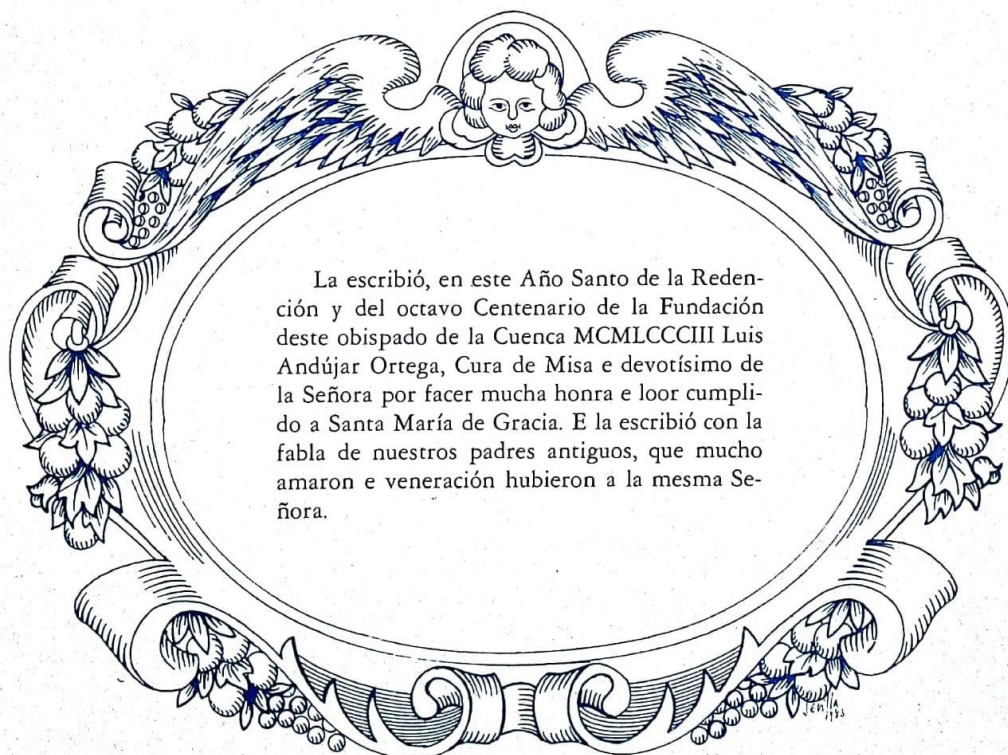 La escribió, en este Año Santo de la Reden-
ción y del octavo Centenario de la Fundación
deste obispado de la Cuenca MCMLCCCIII Luis
Andújar Ortega, Cura de Misa e devotísimo de
la Señora por facer mucha honra e loor cumpli-
do a Santa María de Gracia. E la escribió con la
fabla de nuestros padres antiguos, que mucho
amaron e veneración hubieron a la mesma Se-
ñora.
1983